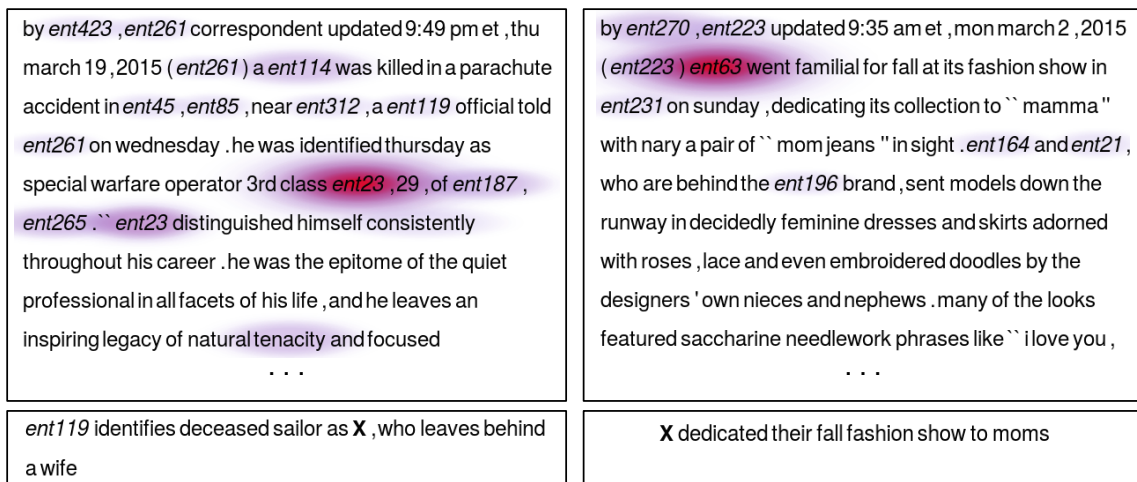 by ent423 ,ent261 correspondent updated 9:49 pm et ,thu
march 19 ,2015 ( ent261 ) a ent114 was killed in a parachute
accident in ent45 ,ent85 ,near ent312 ,a ent119 official told
ent261 on wednesday .he was identified thursday as
special warfare operator 3rd class ent23 ,29 ,of ent187 ,
ent265 .`` ent23 distinguished himself consistently
throughout his career .he was the epitome of the quiet
professional in all facets of his life ,and he leaves an
inspiring legacy of natural tenacity and focused
. . .
ent119 identifies deceased sailor as X ,who leaves behind
a wife
by ent270 ,ent223 updated 9:35 am et ,mon march 2 ,2015
( ent223 ) ent63 went familial for fall at its fashion show in
ent231 on sunday ,dedicating its collection to `` mamma ''
with nary a pair of `` mom jeans '' in sight .ent164 and ent21 ,
who are behind the ent196 brand ,sent models down the
runway in decidedly feminine dresses and skirts adorned
with roses ,lace and even embroidered doodles by the
designers ' own nieces and nephews .many of the looks
featured saccharine needlework phrases like `` i love you ,
. . .
X dedicated their fall fashion show to moms